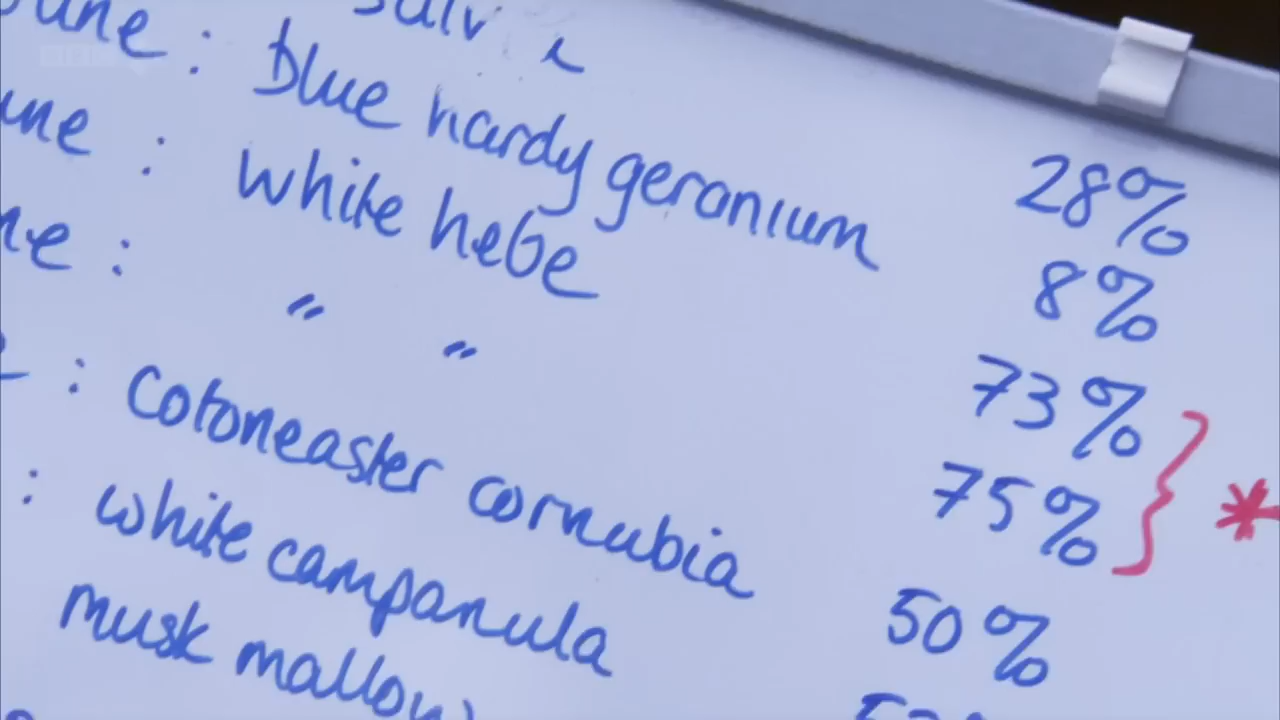 salv
une : blue hardy geranium 28%
une : white hebe 8%
ne : " " 73%
: cotoneaster cornubia 75% } *
: white campanula 50%
musk mallow